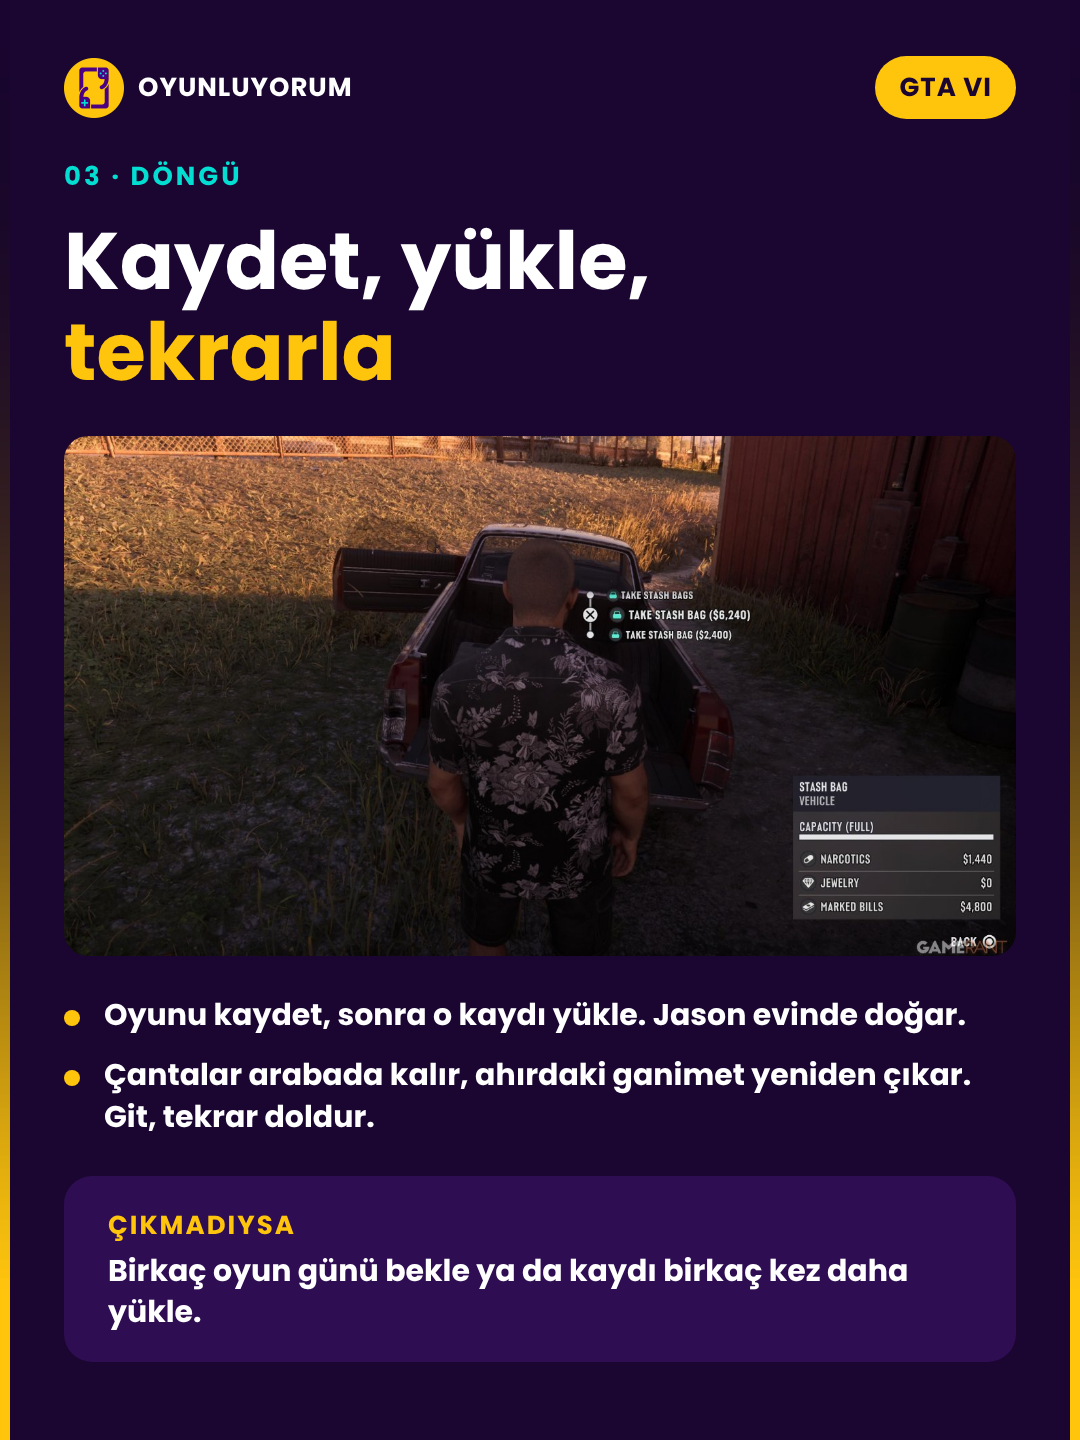 OYUNLUYORUM
GTA VI
03 · DÖNGÜ
Kaydet, yükle,
tekrarla
TAKE STASH BAGS
TAKE STASH BAG ($6,240)
TAKE STASH BAG ($2,400)
STASH BAG
VEHICLE
CAPACITY (FULL)
NARCOTICS $1,440
JEWELRY $0
MARKED BILLS $4,800
BACK
GAMERANT
Oyunu kaydet, sonra o kaydı yükle. Jason evinde doğar.
Çantalar arabada kalır, ahırdaki ganimet yeniden çıkar.
Git, tekrar doldur.
ÇIKMADIYSA
Birkaç oyun günü bekle ya da kaydı birkaç kez daha
yükle.